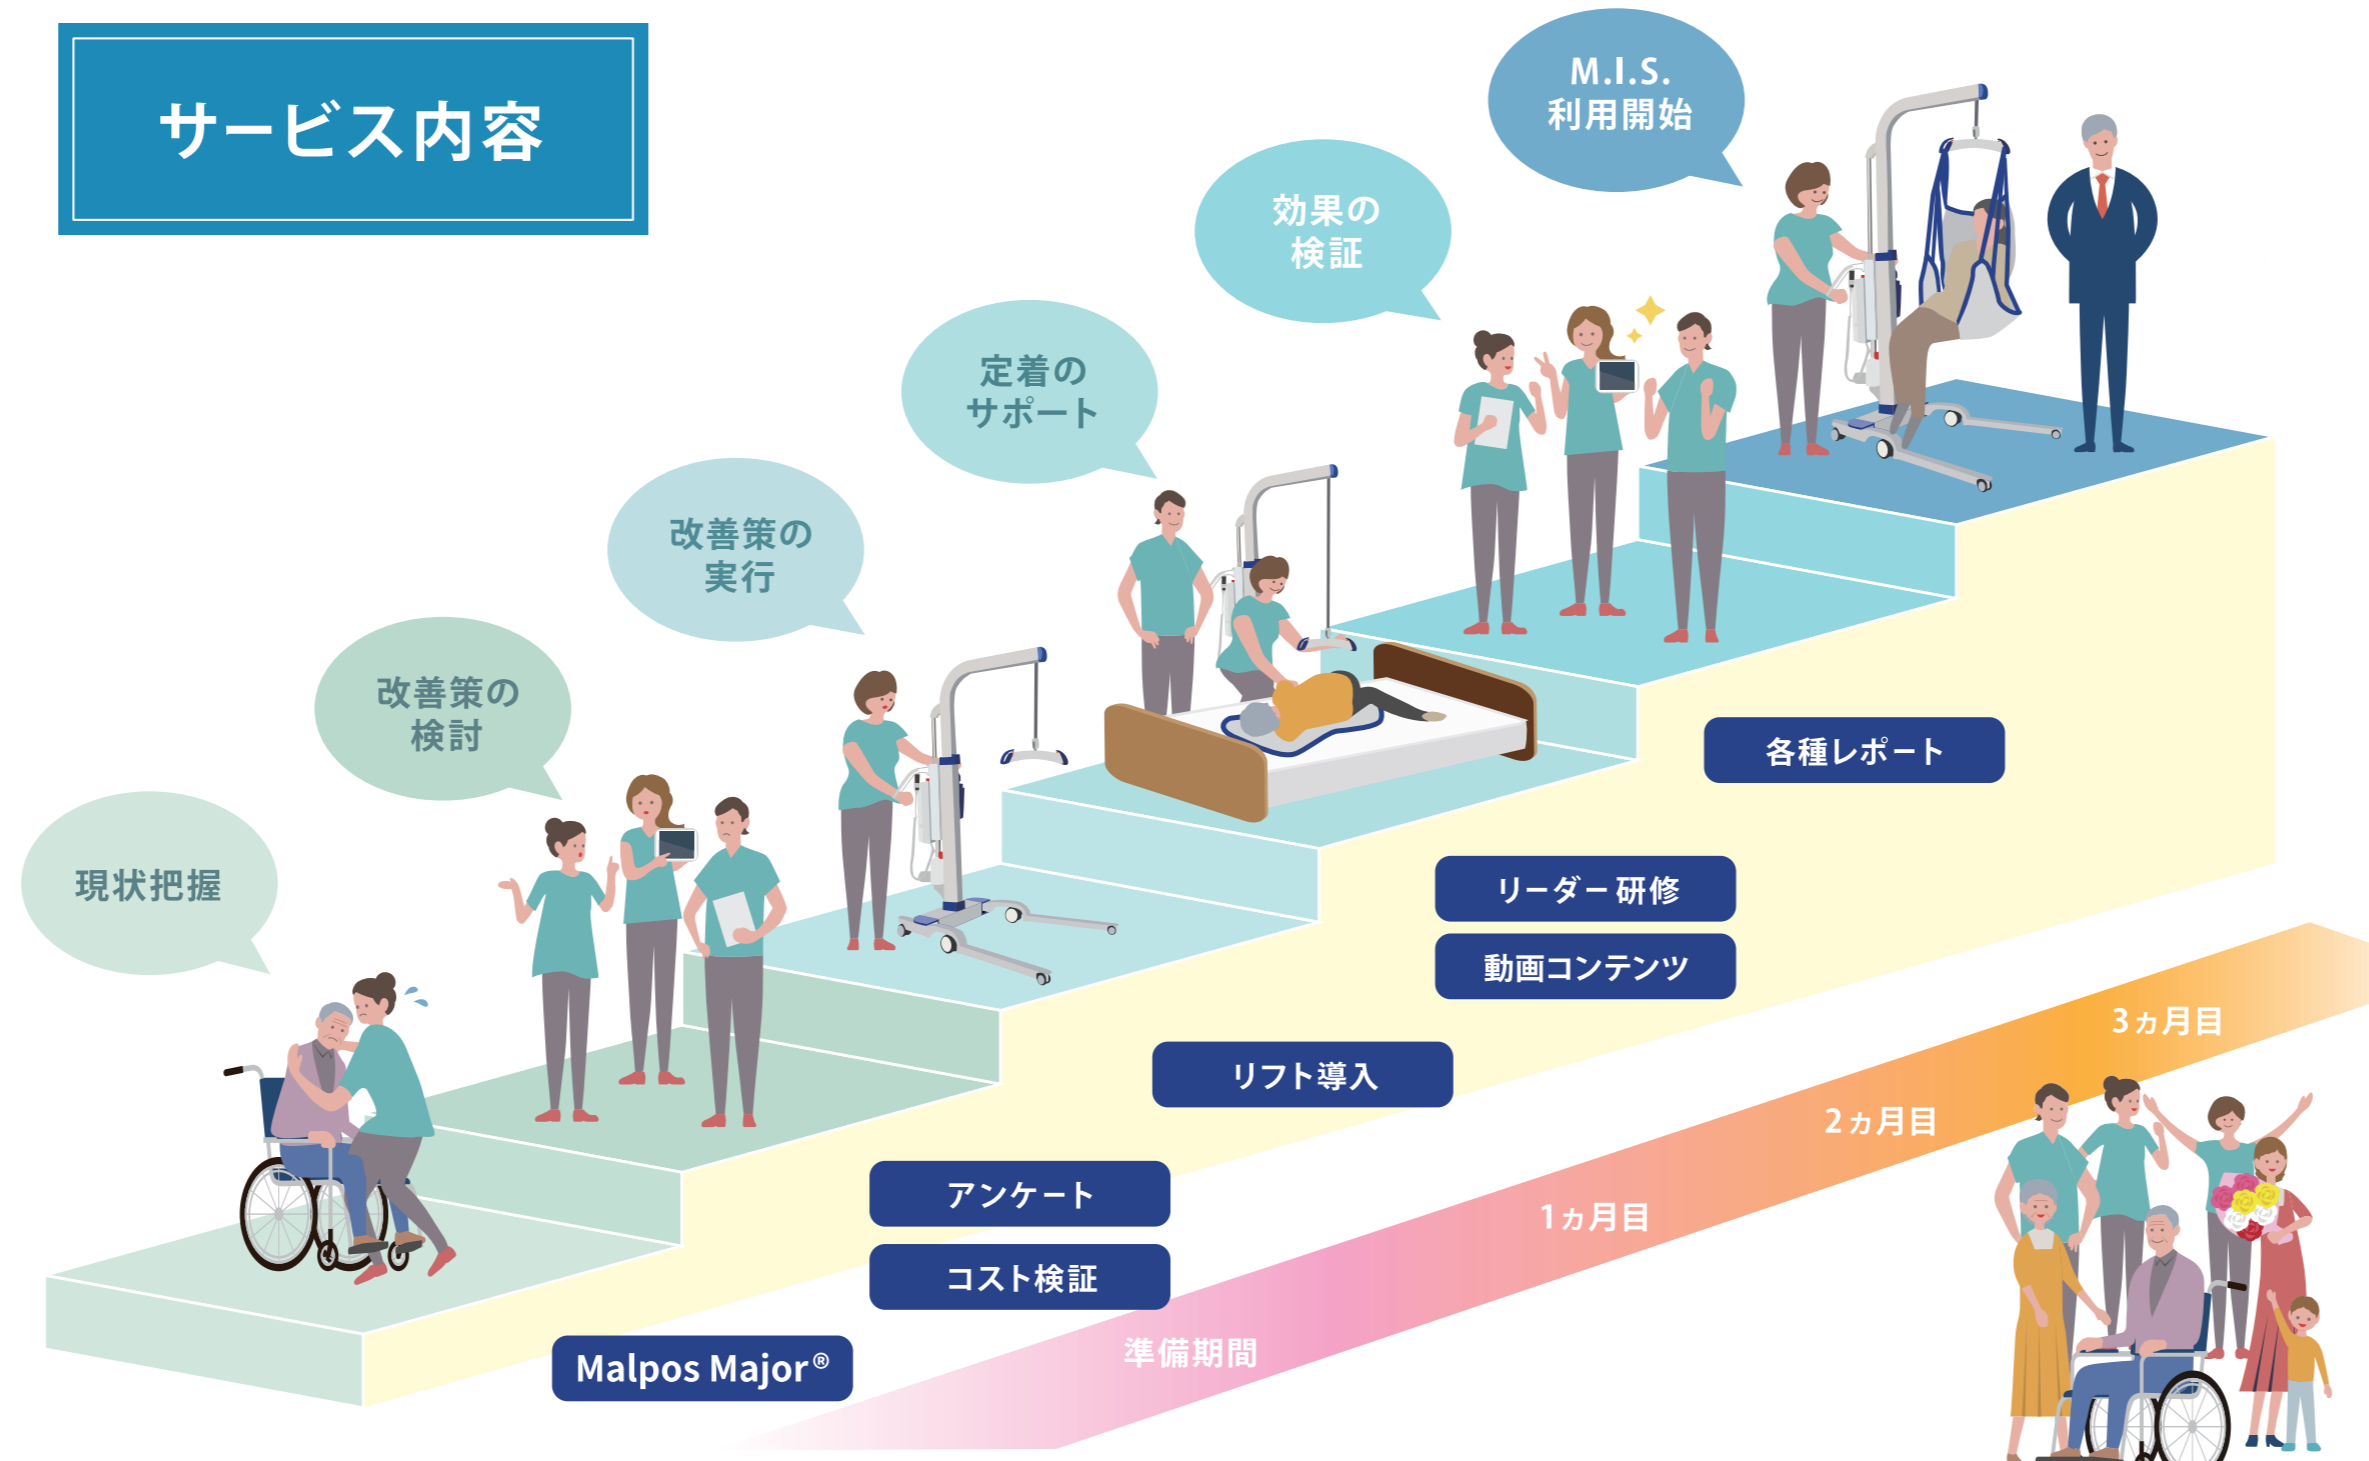 サービス内容
現状把握
改善策の
検討
改善策の
実行
定着の
サポート
効果の
検証
M.I.S.
利用開始
Malpos Major®
アンケート
コスト検証
リフト導入
リーダー研修
動画コンテンツ
各種レポート
準備期間
1ヵ月目
2ヵ月目
3ヵ月目